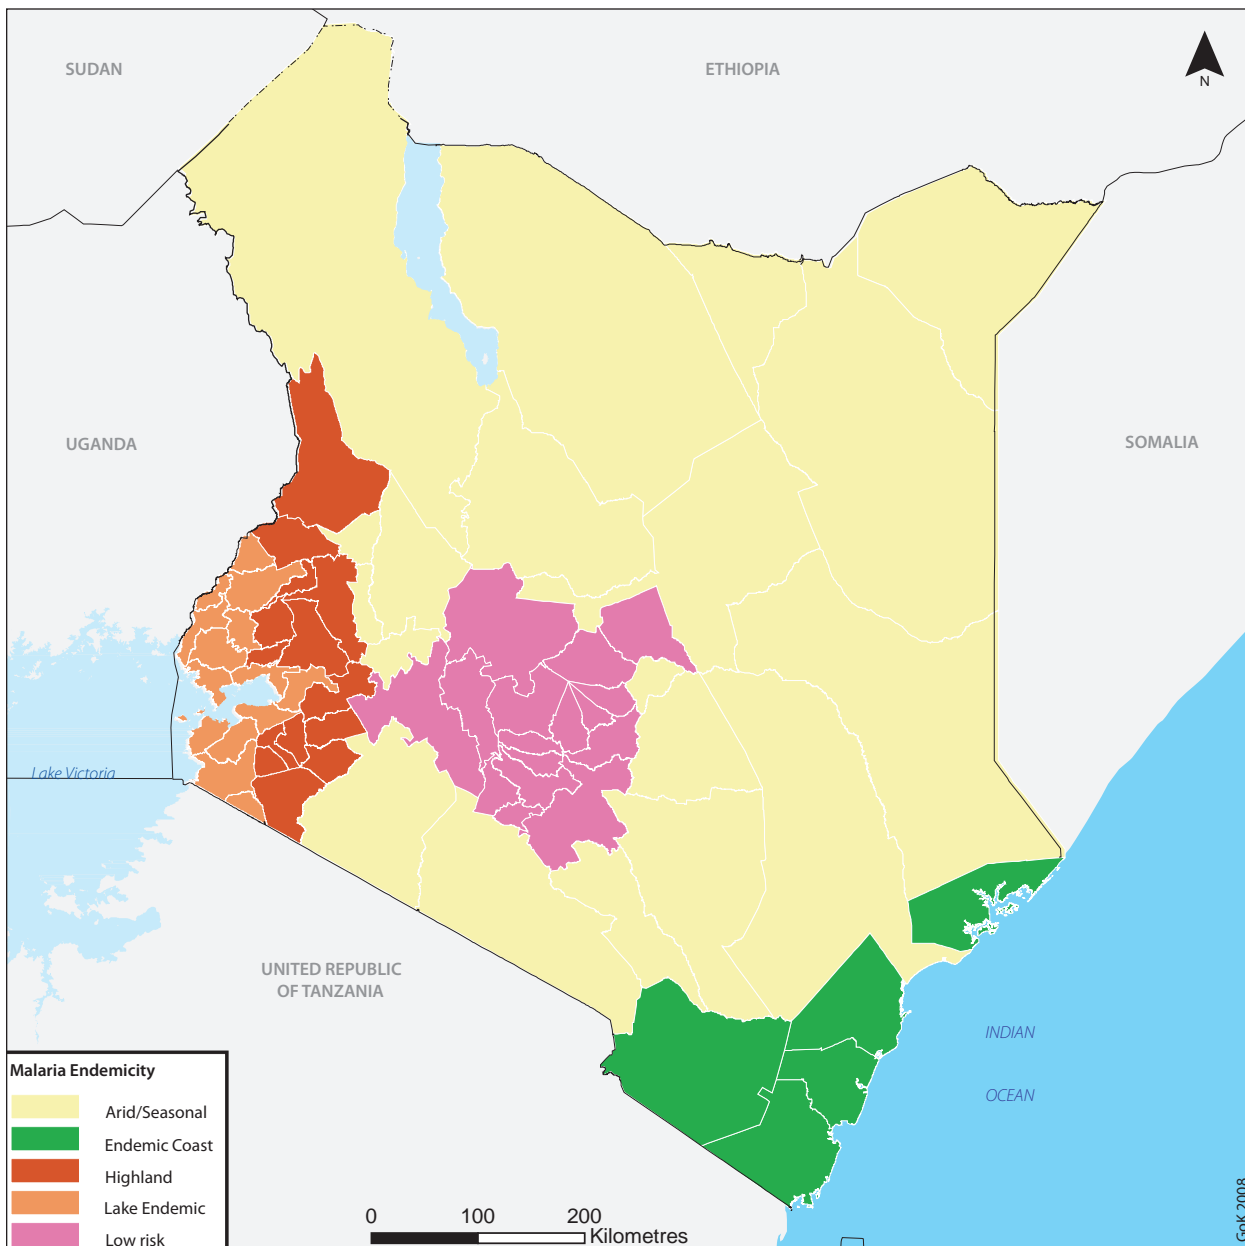 SUDAN
ETHIOPIA
N
UGANDA
SOMALIA
Lake Victoria
UNITED REPUBLIC
OF TANZANIA
INDIAN
OCEAN
Malaria Endemicity
Arid/Seasonal
Endemic Coast
Highland
Lake Endemic
Low risk
0 100 200
Kilometres
GoK 2008